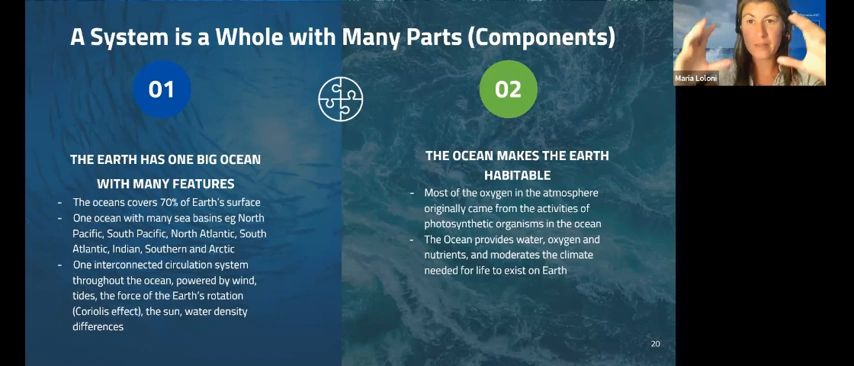 A System is a Whole with Many Parts (Components)
01
THE EARTH HAS ONE BIG OCEAN
WITH MANY FEATURES
- The oceans covers 70% of Earth's surface
- One ocean with many sea basins eg North
Pacific, South Pacific, North Atlantic, South
Atlantic, Indian, Southern and Arctic
- One interconnected circulation system
throughout the ocean, powered by wind,
tides, the force of the Earth's rotation
(Coriolis effect), the sun, water density
differences
02
THE OCEAN MAKES THE EARTH
HABITABLE
- Most of the oxygen in the atmosphere
originally came from the activities of
photosynthetic organisms in the ocean
- The Ocean provides water, oxygen and
nutrients, and moderates the climate
needed for life to exist on Earth
20
Maria Loloni